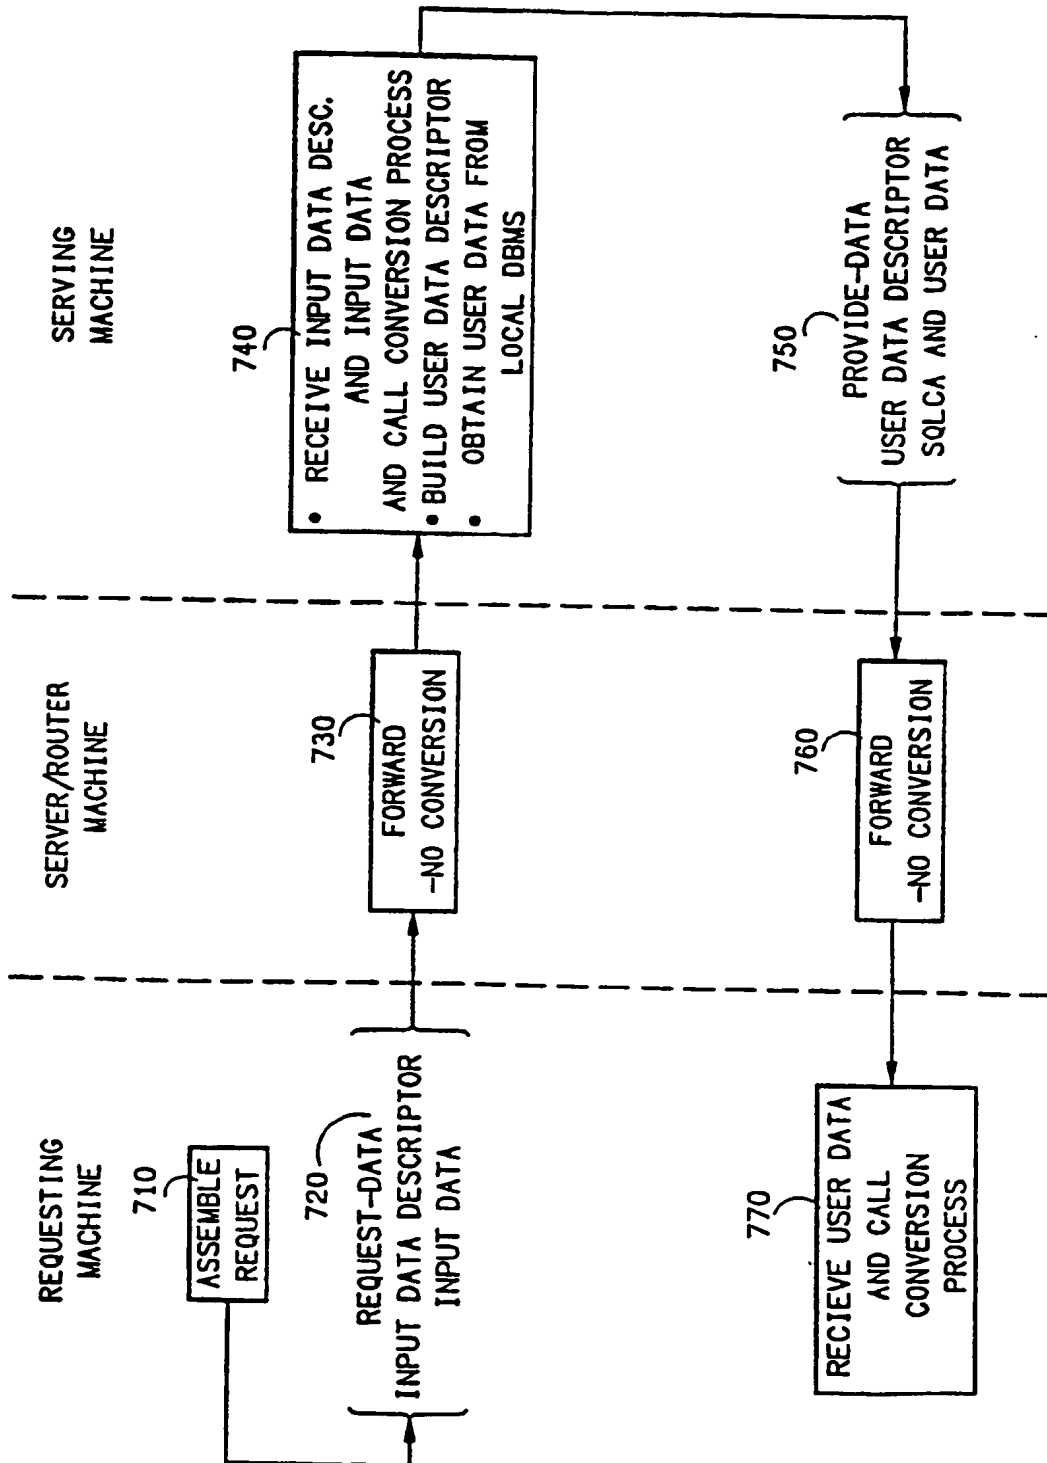 REQUESTING
MACHINE
SERVER/ROUTER
MACHINE
SERVING
MACHINE
710
ASSEMBLE
REQUEST
720
REQUEST-DATA
INPUT DATA DESCRIPTOR
INPUT DATA
730
FORWARD
-NO CONVERSION
740
• RECEIVE INPUT DATA DESC.
AND INPUT DATA
AND CALL CONVERSION PROCESS
• BUILD USER DATA DESCRIPTOR
• OBTAIN USER DATA FROM
LOCAL DBMS
750
PROVIDE-DATA
USER DATA DESCRIPTOR
SQLCA AND USER DATA
760
FORWARD
-NO CONVERSION
770
RECIEVE USER DATA
AND CALL
CONVERSION
PROCESS